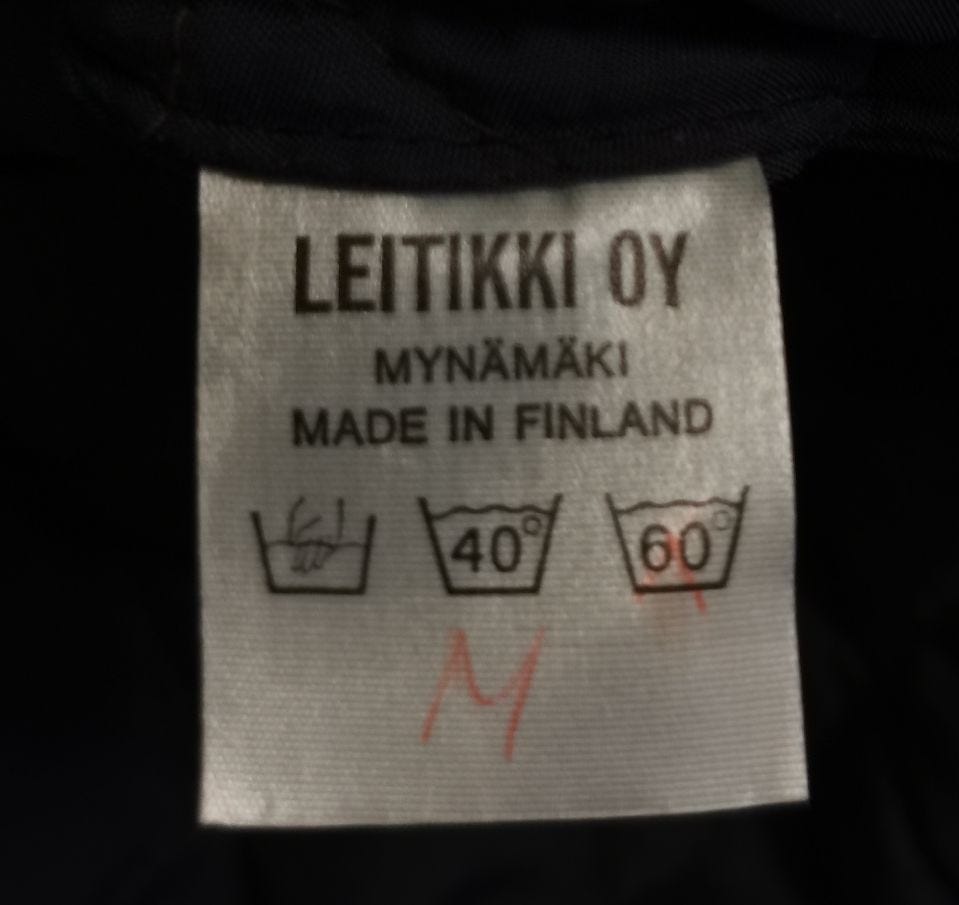 LEITIKKI OY
MYNÄMÄKI
MADE IN FINLAND
40° 60°
M